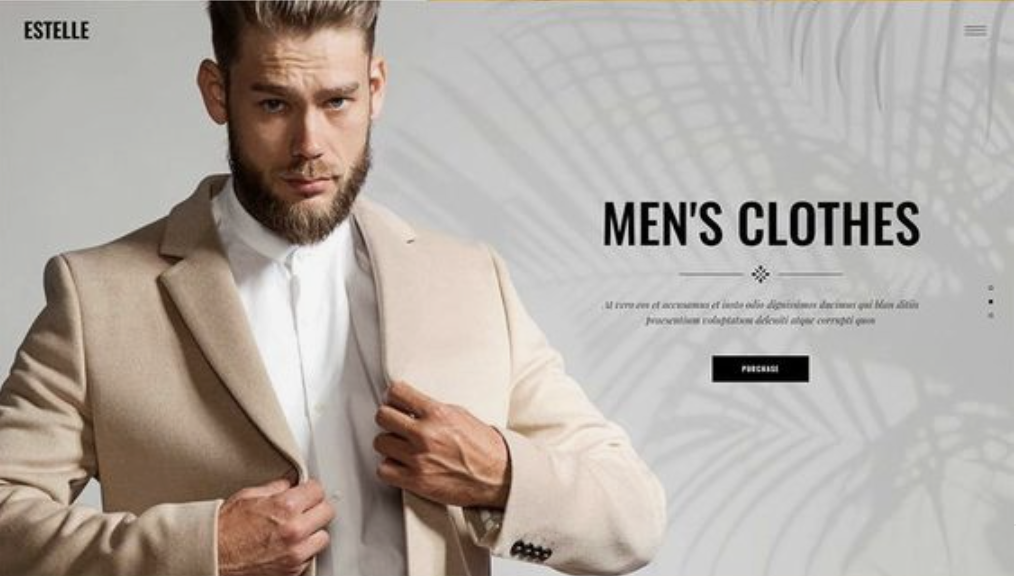 ESTELLE
MEN'S CLOTHES
At vero eos et accusamus et iusto odio dignissimos ducimus qui blan ditiis
praesentium voluptatum deleniti atque corrupti quos
PURCHASE